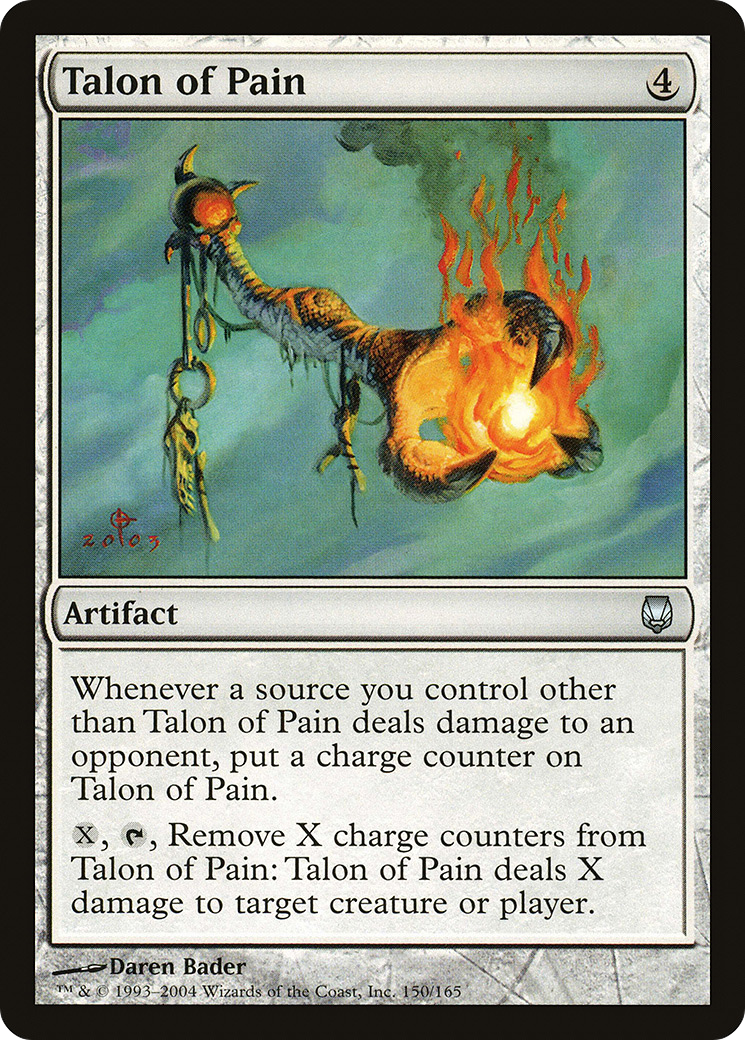 Talon of Pain
4
2003
Artifact
Whenever a source you control other
than Talon of Pain deals damage to an
opponent, put a charge counter on
Talon of Pain.
X, , Remove X charge counters from
Talon of Pain: Talon of Pain deals X
damage to target creature or player.
Daren Bader
™ & © 1993–2004 Wizards of the Coast, Inc. 150/165